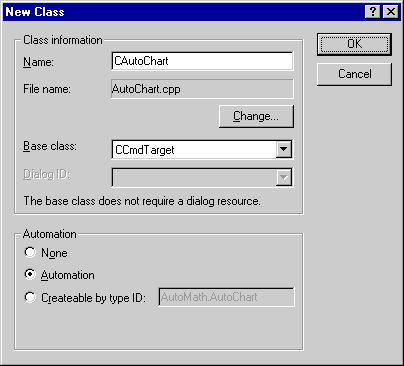 New Class
Class information
Name: CAutoChart
OK
File name: AutoChart.cpp
Cancel
Change...
Base class: CCmdTarget
Dialog ID:
The base class does not require a dialog resource.
Automation
None
Automation
Createable by type ID: AutoMath.AutoChart